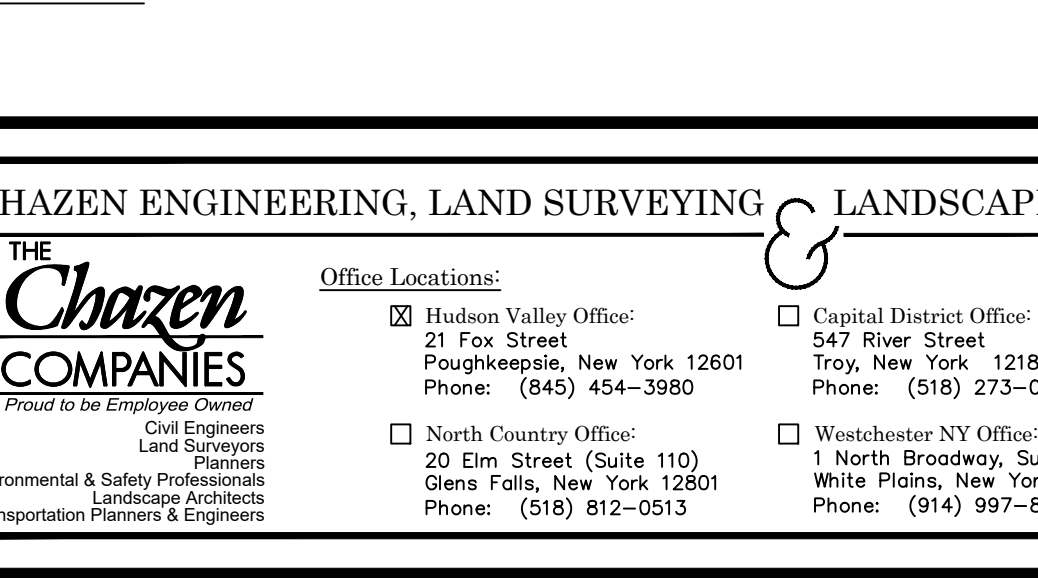 HAZEN ENGINEERING, LAND SURVEYING & LANDSCAP
THE
Chazen
COMPANIES
Proud to be Employee Owned
Civil Engineers
Land Surveyors
Planners
ronmental & Safety Professionals
Landscape Architects
nsportation Planners & Engineers
Office Locations:
Hudson Valley Office:
21 Fox Street
Poughkeepsie, New York 12601
Phone: (845) 454-3980
North Country Office:
20 Elm Street (Suite 110)
Glens Falls, New York 12801
Phone: (518) 812-0513
Capital District Office:
547 River Street
Troy, New York 1218
Phone: (518) 273-0
Westchester NY Office:
1 North Broadway, Su
White Plains, New Yor
Phone: (914) 997-8